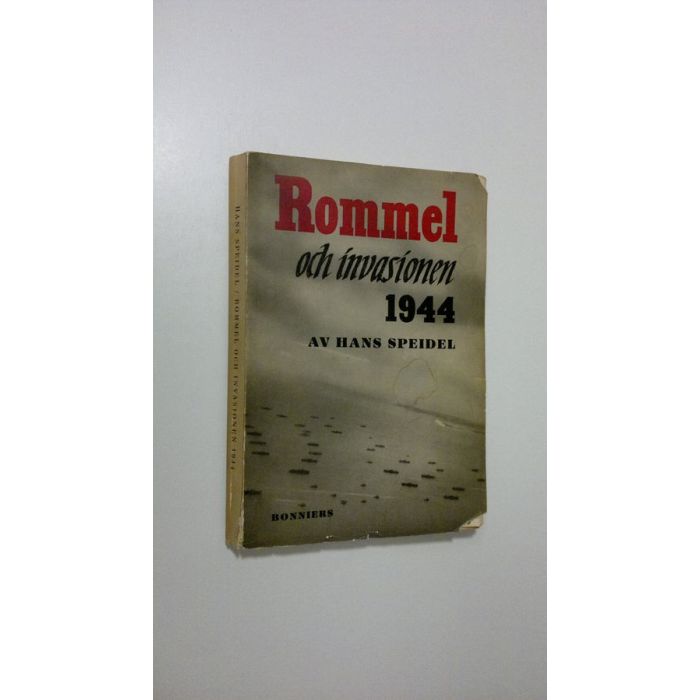 Rommel
och invasionen
1944
AV HANS SPEIDEL
BONNIERS
HANS SPEIDEL / ROMMEL OCH INVASIONEN 1944